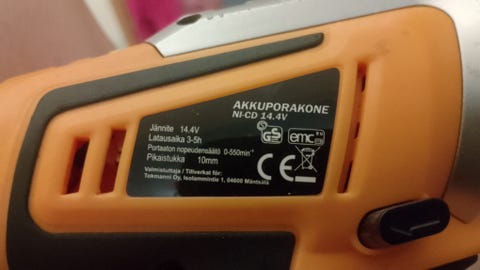 AKKUPORAKONE
NI-CD 14.4V
Jännite 14.4V
Latausaika 3-5h
Portaaton nopeudensäätö 0-550min⁻¹
Pikaistukka 10mm
Valmistuttaja / Tillverkat för:
Tokmanni Oy, Isolammintie 1, 04600 Mäntsälä
GS
emc
CE